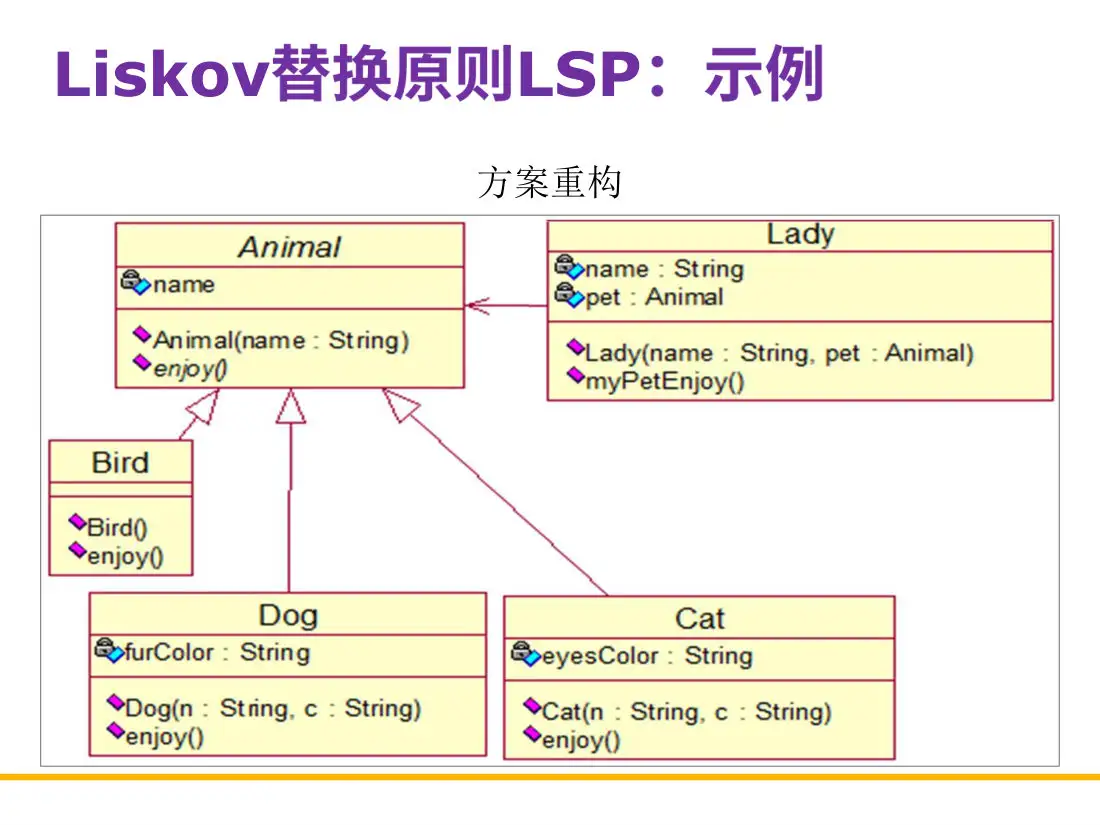 Liskov替换原则LSP：示例
方案重构
Animal
name
Animal(name : String)
enjoy()
Lady
name : String
pet : Animal
Lady(name : String, pet : Animal)
myPetEnjoy()
Bird
Bird()
enjoy()
Dog
furColor : String
Dog(n : String, c : String)
enjoy()
Cat
eyesColor : String
Cat(n : String, c : String)
enjoy()